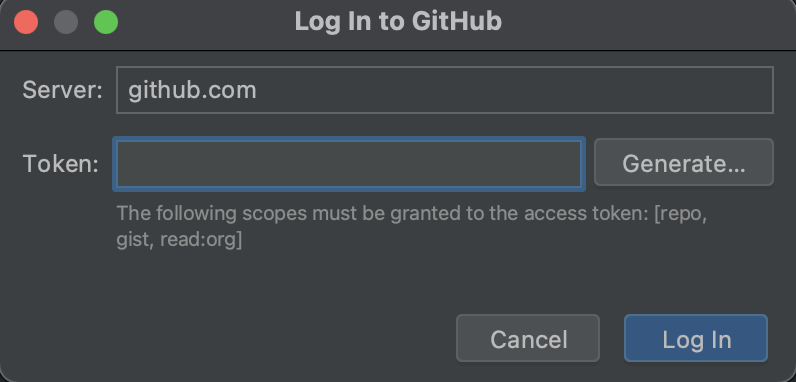 Log In to GitHub
Server: github.com
Token: Generate...
The following scopes must be granted to the access token: [repo,
gist, read:org]
Cancel Log In